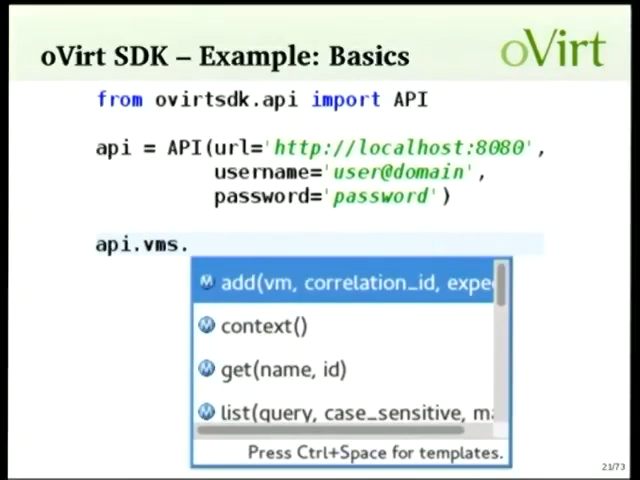 oVirt SDK – Example: Basics
oVirt
from ovirtsdk.api import API
api = API(url='http://localhost:8080',
username='user@domain',
password='password')
api.vms.
add(vm, correlation_id, expe
context()
get(name, id)
list(query, case_sensitive, ma
Press Ctrl+Space for templates.
21/73